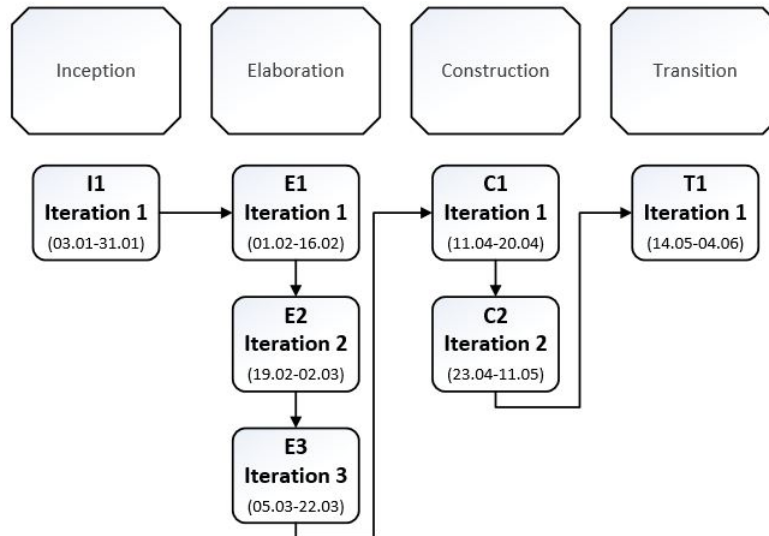 Inception
Elaboration
Construction
Transition
I1
Iteration 1
(03.01-31.01)
E1
Iteration 1
(01.02-16.02)
E2
Iteration 2
(19.02-02.03)
E3
Iteration 3
(05.03-22.03)
C1
Iteration 1
(11.04-20.04)
C2
Iteration 2
(23.04-11.05)
T1
Iteration 1
(14.05-04.06)